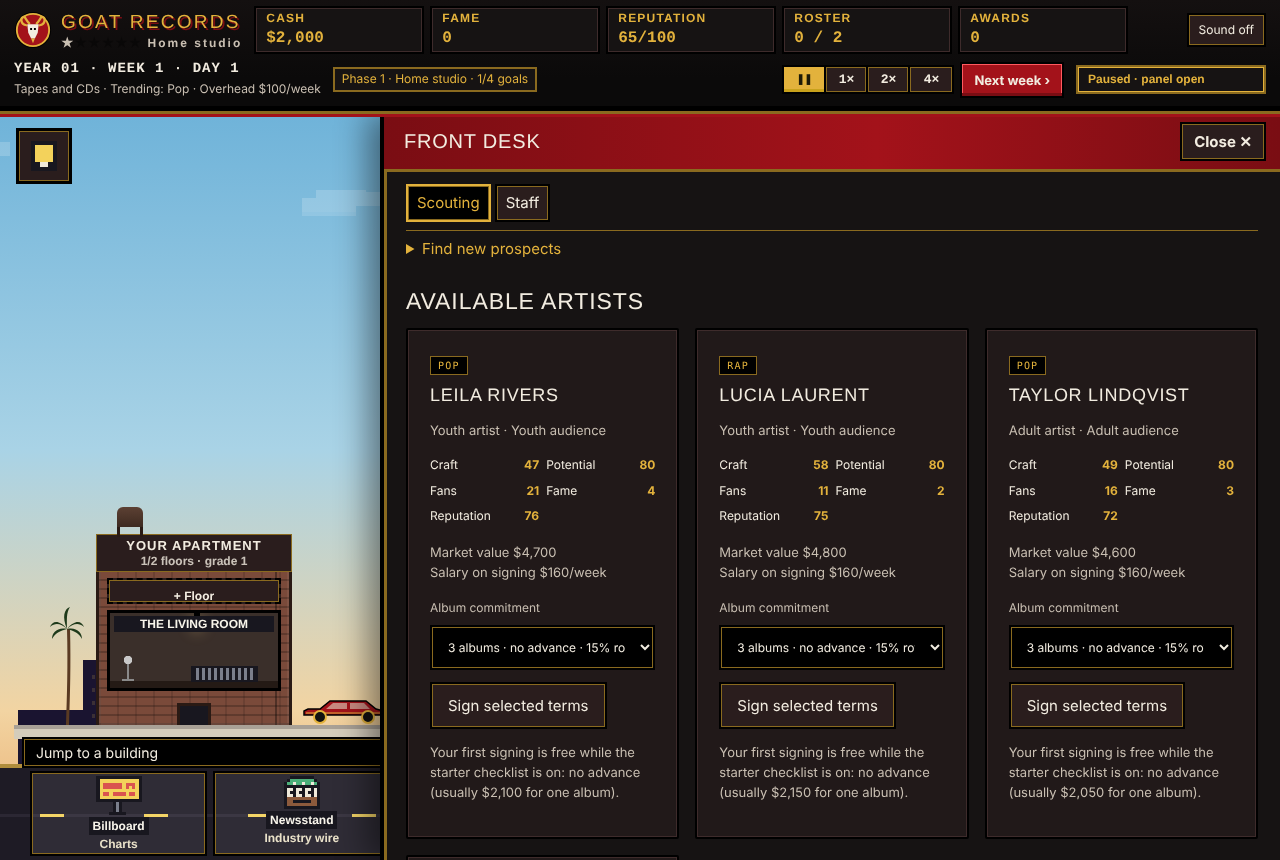 GOAT RECORDS
Home studio
CASH
$2,000
FAME
0
REPUTATION
65/100
ROSTER
0 / 2
AWARDS
0
Sound off
YEAR 01 · WEEK 1 · DAY 1
Tapes and CDs · Trending: Pop · Overhead $100/week
Phase 1 · Home studio · 1/4 goals
1×
2×
4×
Next week ›
Paused · panel open
FRONT DESK
Close ✕
Scouting
Staff
Find new prospects
AVAILABLE ARTISTS
POP
LEILA RIVERS
Youth artist · Youth audience
Craft 47 Potential 80
Fans 21 Fame 4
Reputation 76
Market value $4,700
Salary on signing $160/week
Album commitment
3 albums · no advance · 15% ro
Sign selected terms
Your first signing is free while the
starter checklist is on: no advance
(usually $2,100 for one album).
RAP
LUCIA LAURENT
Youth artist · Youth audience
Craft 58 Potential 80
Fans 11 Fame 2
Reputation 75
Market value $4,800
Salary on signing $160/week
Album commitment
3 albums · no advance · 15% ro
Sign selected terms
Your first signing is free while the
starter checklist is on: no advance
(usually $2,150 for one album).
POP
TAYLOR LINDQVIST
Adult artist · Adult audience
Craft 49 Potential 80
Fans 16 Fame 3
Reputation 72
Market value $4,600
Salary on signing $160/week
Album commitment
3 albums · no advance · 15% ro
Sign selected terms
Your first signing is free while the
starter checklist is on: no advance
(usually $2,050 for one album).
YOUR APARTMENT
1/2 floors · grade 1
+ Floor
THE LIVING ROOM
Jump to a building
Billboard
Charts
Newsstand
Industry wire